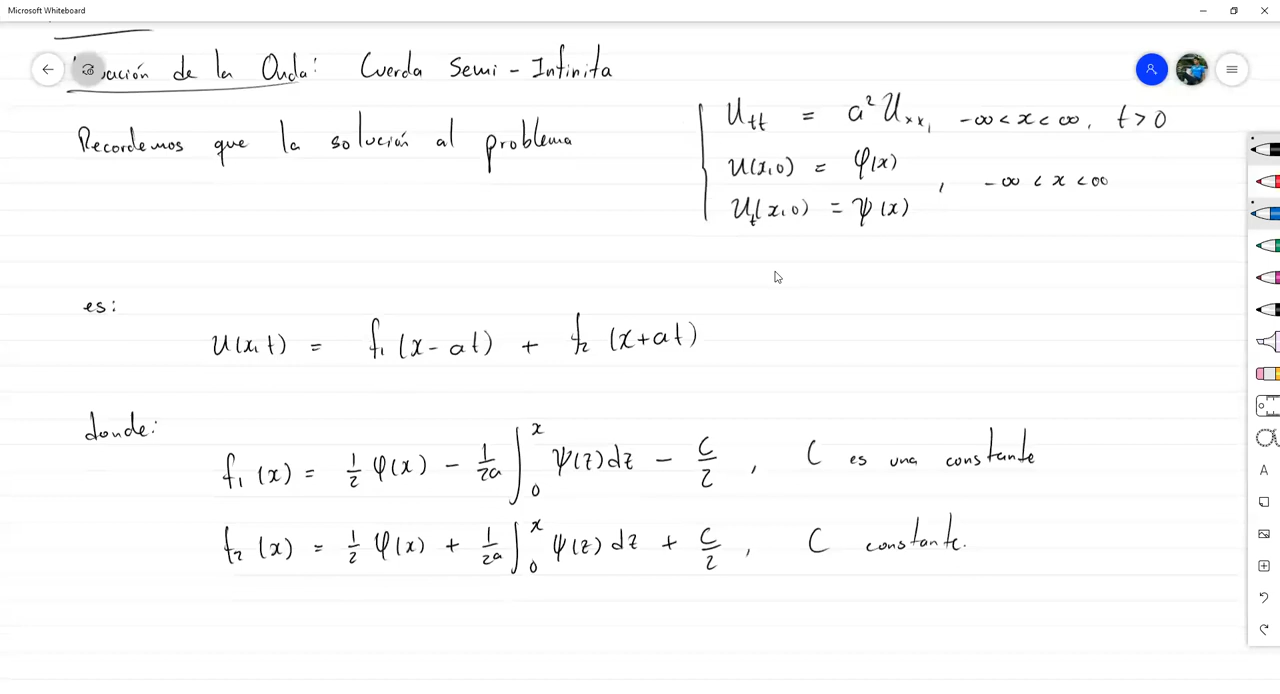 Microsoft Whiteboard
uación de la Onda: Cuerda Semi-Infinita
Recordemos que la solución al problema
U_tt = a² U_xx, -∞ < x < ∞, t > 0
U(x,0) = φ(x)
, -∞ < x < ∞
U_t(x,0) = ψ(x)
es:
u(x,t) = f₁(x-at) + f₂(x+at)
donde:
f₁(x) = 1/2 φ(x) - 1/2a ∫₀ˣ ψ(z)dz - C/2, C es una constante
f₂(x) = 1/2 φ(x) + 1/2a ∫₀ˣ ψ(z)dz + C/2, C constante.
A